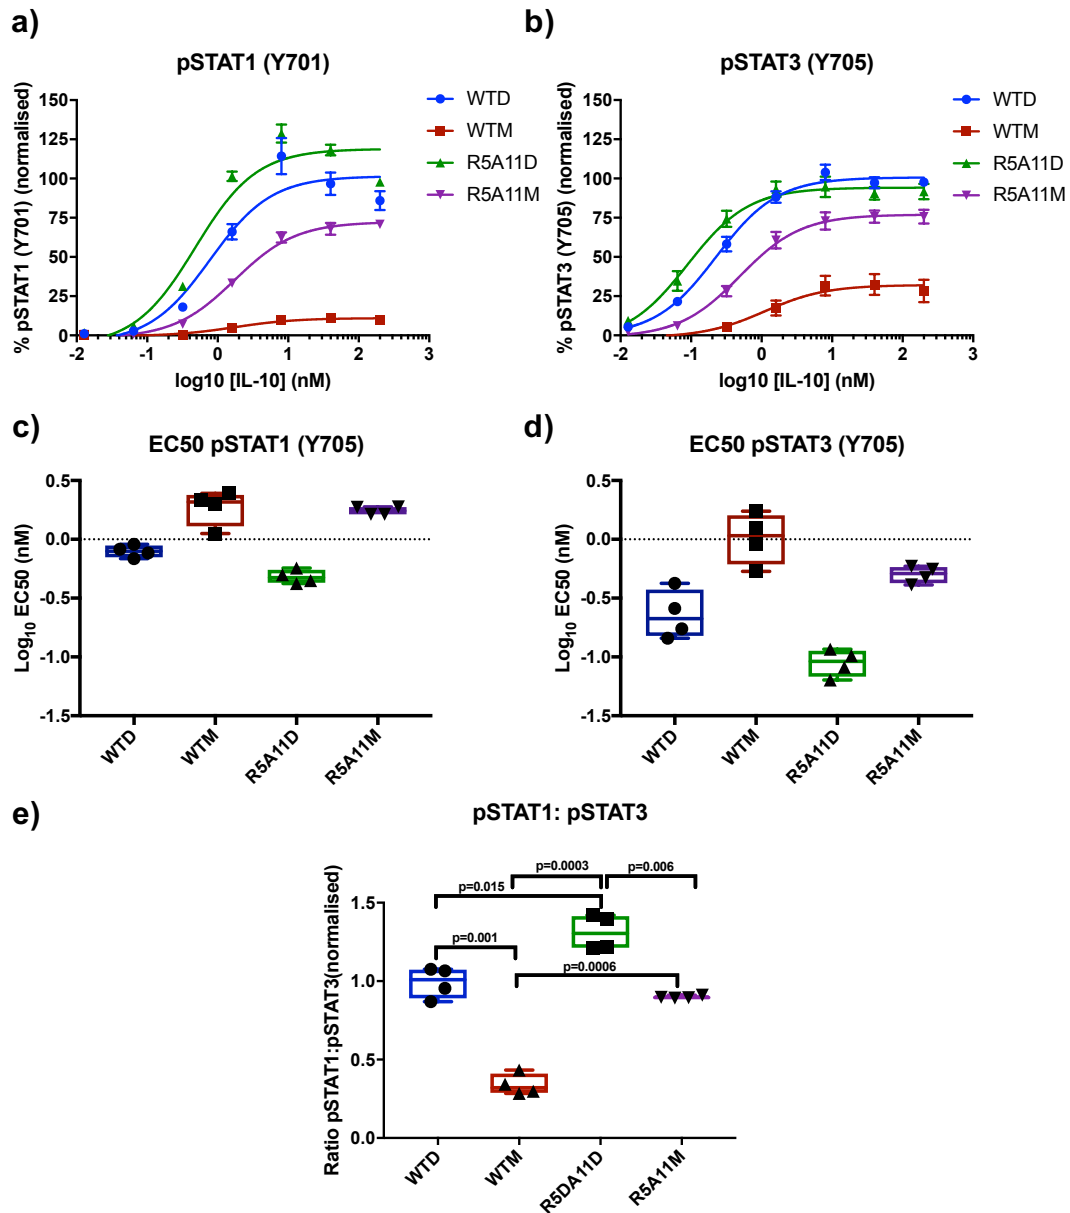 a)
pSTAT1 (Y701)
% pSTAT1 (Y701) (normalised)
150
125
100
75
50
25
0
-2
-1
0
1
2
3
log10 [IL-10] (nM)
WTD
WTM
R5A11D
R5A11M
b)
pSTAT3 (Y705)
% pSTAT3 (Y705) (normalised)
150
125
100
75
50
25
0
-2
-1
0
1
2
3
log10 [IL-10] (nM)
WTD
WTM
R5A11D
R5A11M
c)
EC50 pSTAT1 (Y705)
Log10 EC50 (nM)
0.5
0.0
-0.5
-1.0
-1.5
WTD
WTM
R5A11D
R5A11M
d)
EC50 pSTAT3 (Y705)
Log10 EC50 (nM)
0.5
0.0
-0.5
-1.0
-1.5
WTD
WTM
R5A11D
R5A11M
e)
pSTAT1: pSTAT3
Ratio pSTAT1:pSTAT3(normalised)
1.5
1.0
0.5
0.0
p=0.0003
p=0.006
p=0.015
p=0.001
p=0.0006
WTD
WTM
R5DA11D
R5A11M